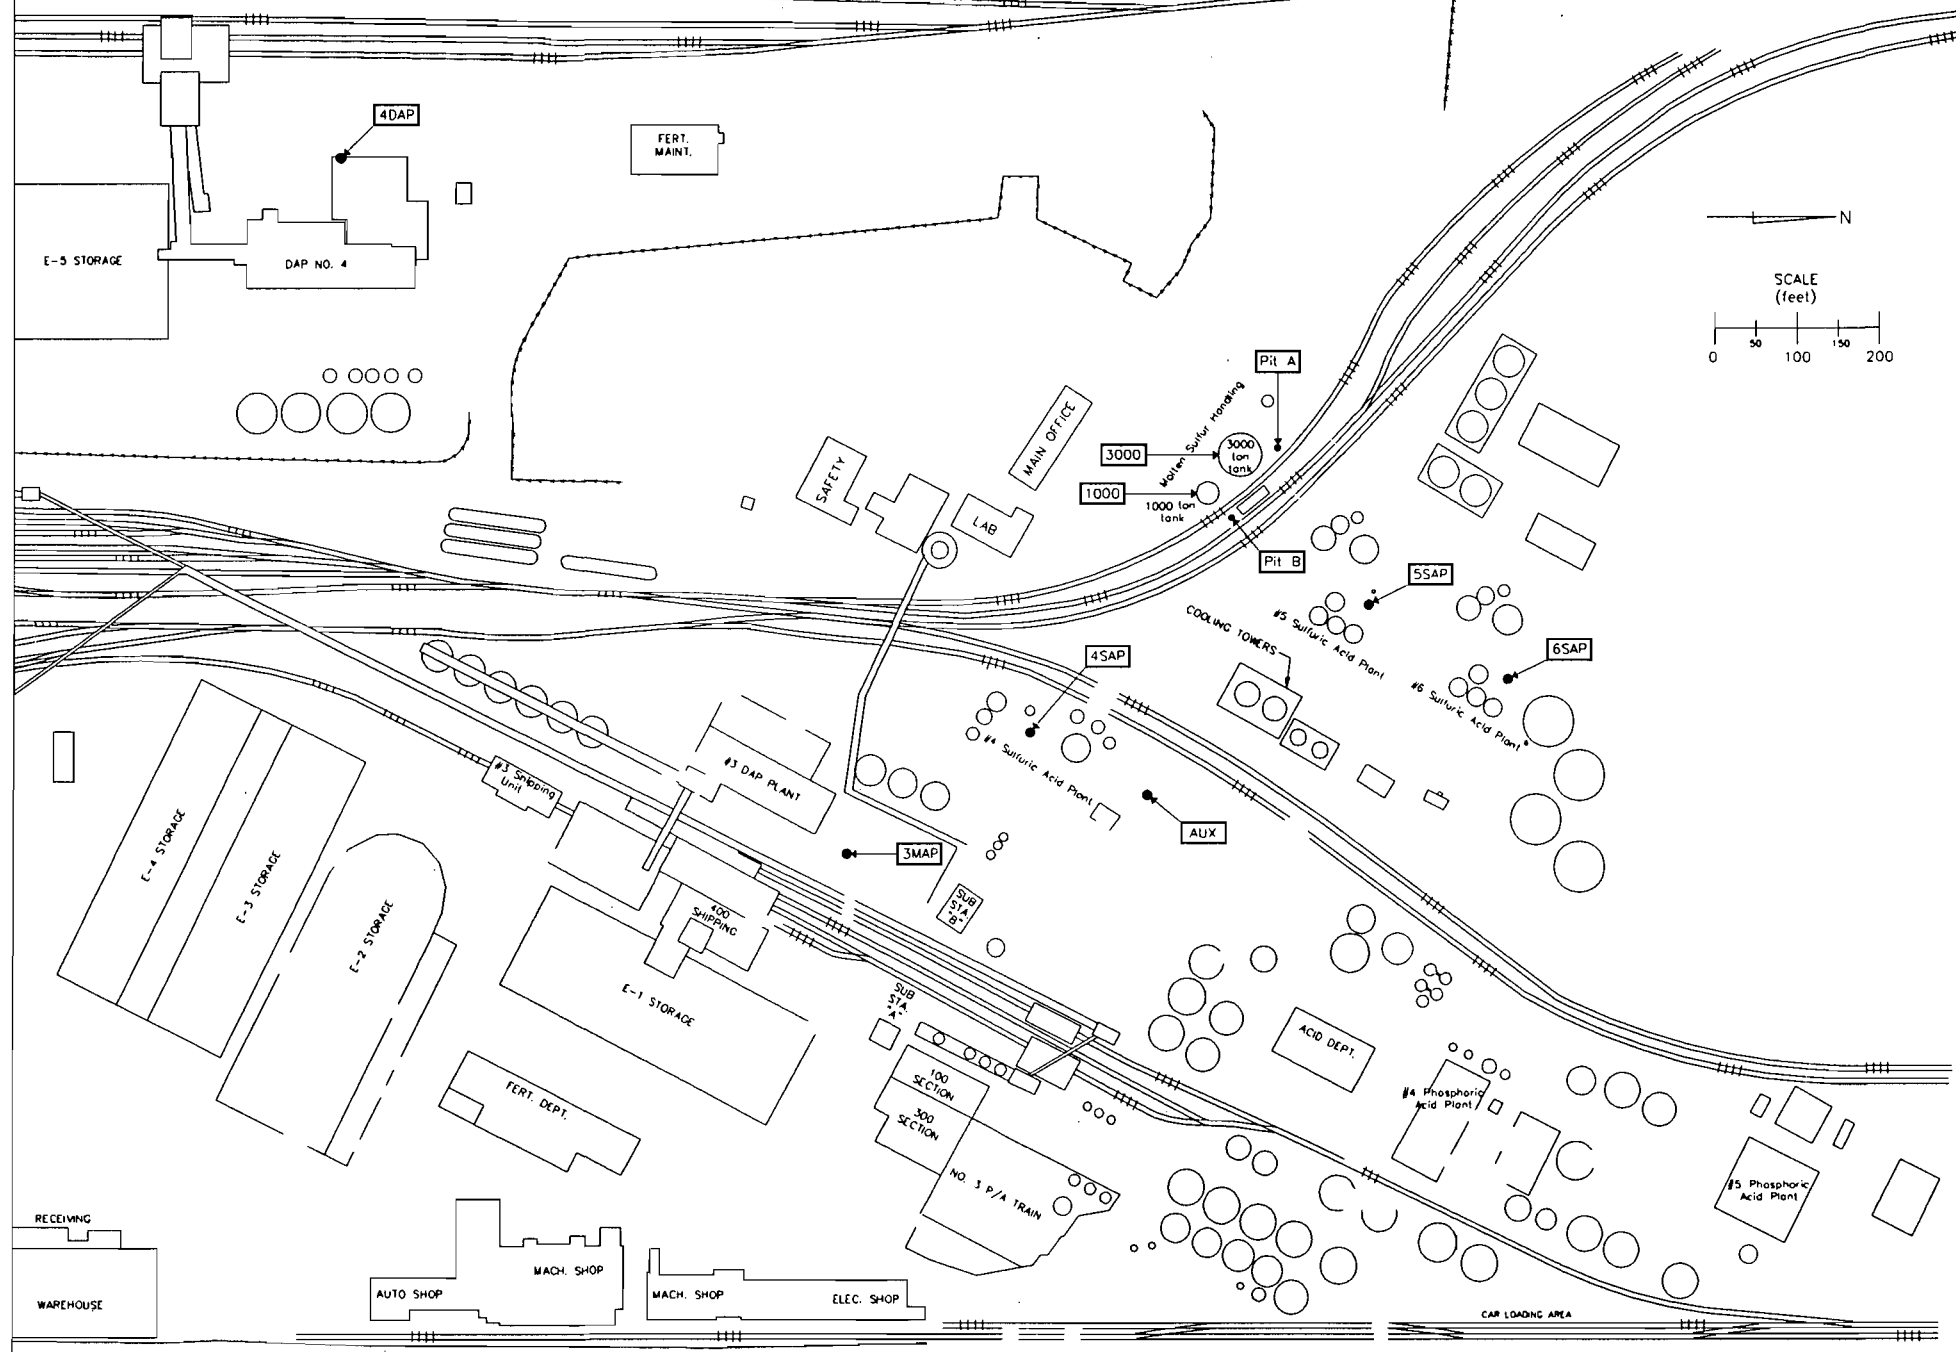 4DAP
FERT.
MAINT.
N
E-5 STORAGE
DAP NO. 4
SCALE
(feet)
0 50 100 150 200
Pit A
Molten Sulfur Handling
MAIN OFFICE
3000
3000
ton
tank
SAFETY
1000
1000 ton
tank
LAB
Pit B
5SAP
COOLING TOWERS
#5 Sulfuric Acid Plant
4SAP
6SAP
#6 Sulfuric Acid Plant
#4 Sulfuric Acid Plant
#3 DAP PLANT
#3 Shipping
Unit
AUX
3MAP
E-4 STORAGE
E-3 STORAGE
E-2 STORAGE
400
SHIPPING
SUB
STA.
"B"
E-1 STORAGE
SUB
STA.
"A"
ACID DEPT.
100
SECTION
300
SECTION
FERT. DEPT.
#4 Phosphoric
Acid Plant
NO. 3 P/A TRAIN
#5 Phosphoric
Acid Plant
RECEIVING
MACH. SHOP
AUTO SHOP
MACH. SHOP
ELEC. SHOP
WAREHOUSE
CAR LOADING AREA